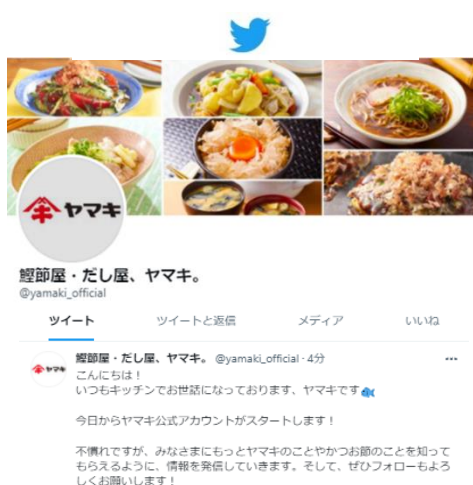 ヤマキ
鰹節屋・だし屋、ヤマキ。
@yamaki_official
ツイート ツイートと返信 メディア いいね
ヤマキ 鰹節屋・だし屋、ヤマキ。 @yamaki_official · 4分
こんにちは!
いつもキッチンでお世話になっております、ヤマキです🐟
今日からヤマキ公式アカウントがスタートします!
不慣れですが、みなさまにもっとヤマキのことやかつお節のことを知って
もらえるように、情報を発信していきます。そして、ぜひフォローもよろ
しくお願いします!